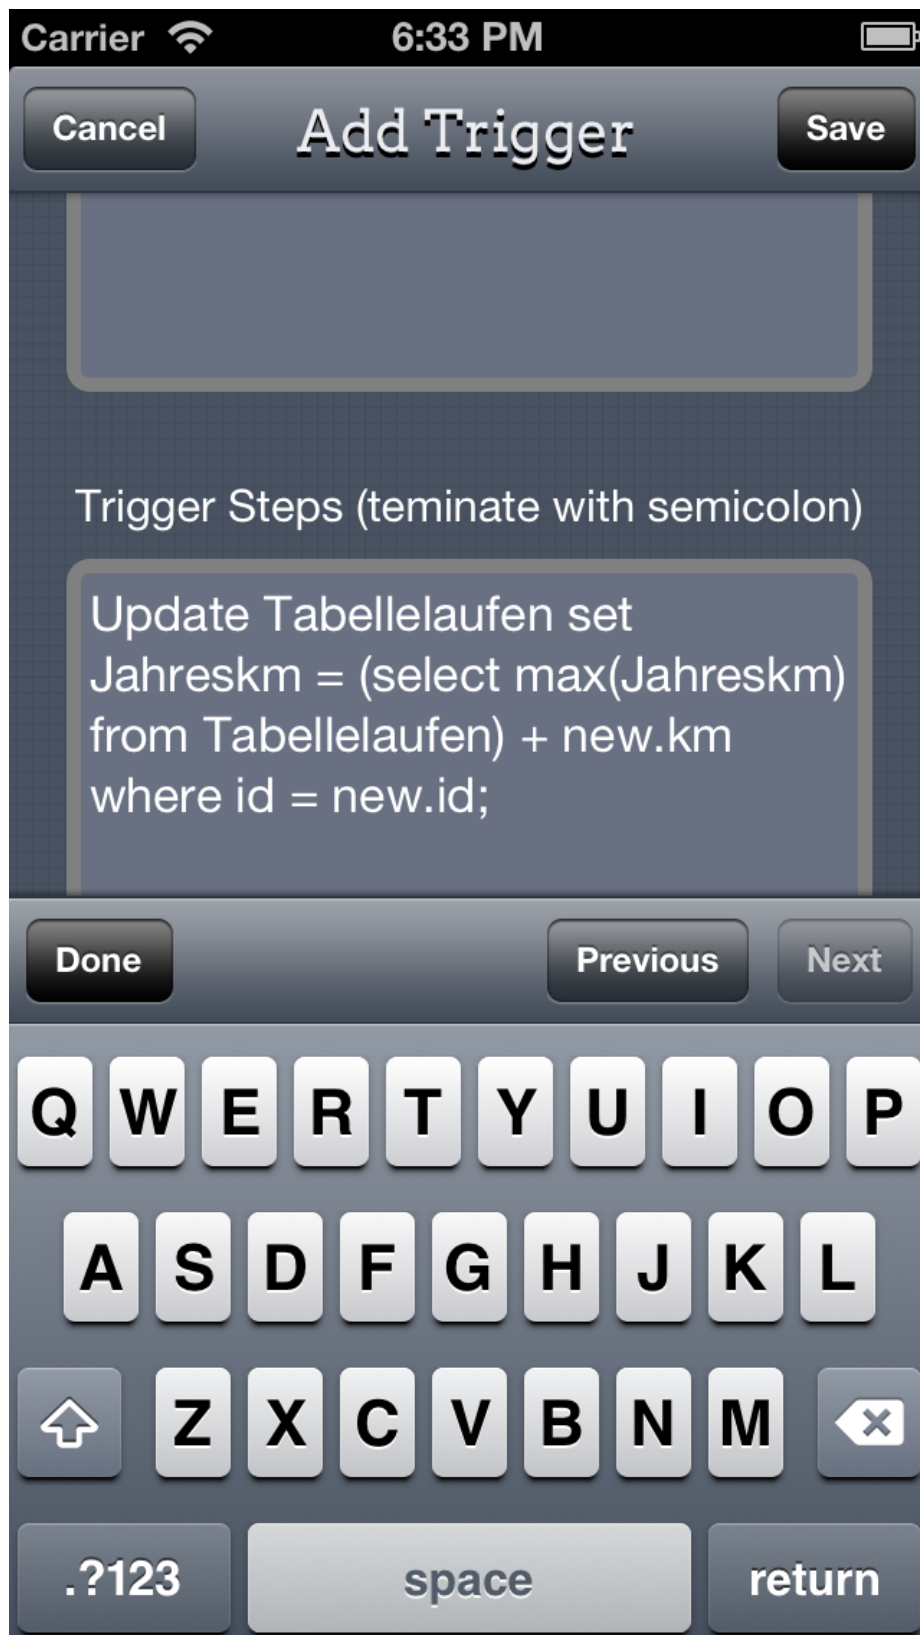 Carrier 6:33 PM
Cancel Add Trigger Save
Trigger Steps (teminate with semicolon)
Update Tabellelaufen set
Jahreskm = (select max(Jahreskm)
from Tabellelaufen) + new.km
where id = new.id;
Done Previous Next
Q W E R T Y U I O P
A S D F G H J K L
Z X C V B N M
.?123 space return